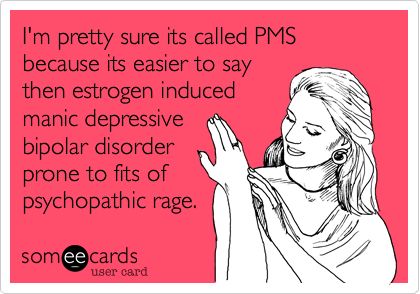 I'm pretty sure its called PMS
because its easier to say
then estrogen induced
manic depressive
bipolar disorder
prone to fits of
psychopathic rage.
someecards
user card